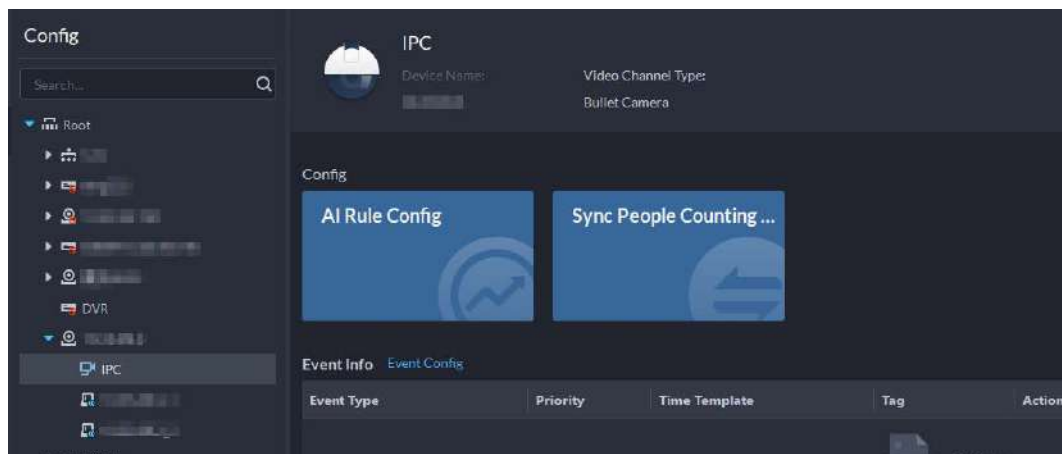 Config
Search...
Root
DVR
IPC
IPC
Device Name:
Video Channel Type:
Bullet Camera
Config
AI Rule Config
Sync People Counting ...
Event Info Event Config
Event Type Priority Time Template Tag Action